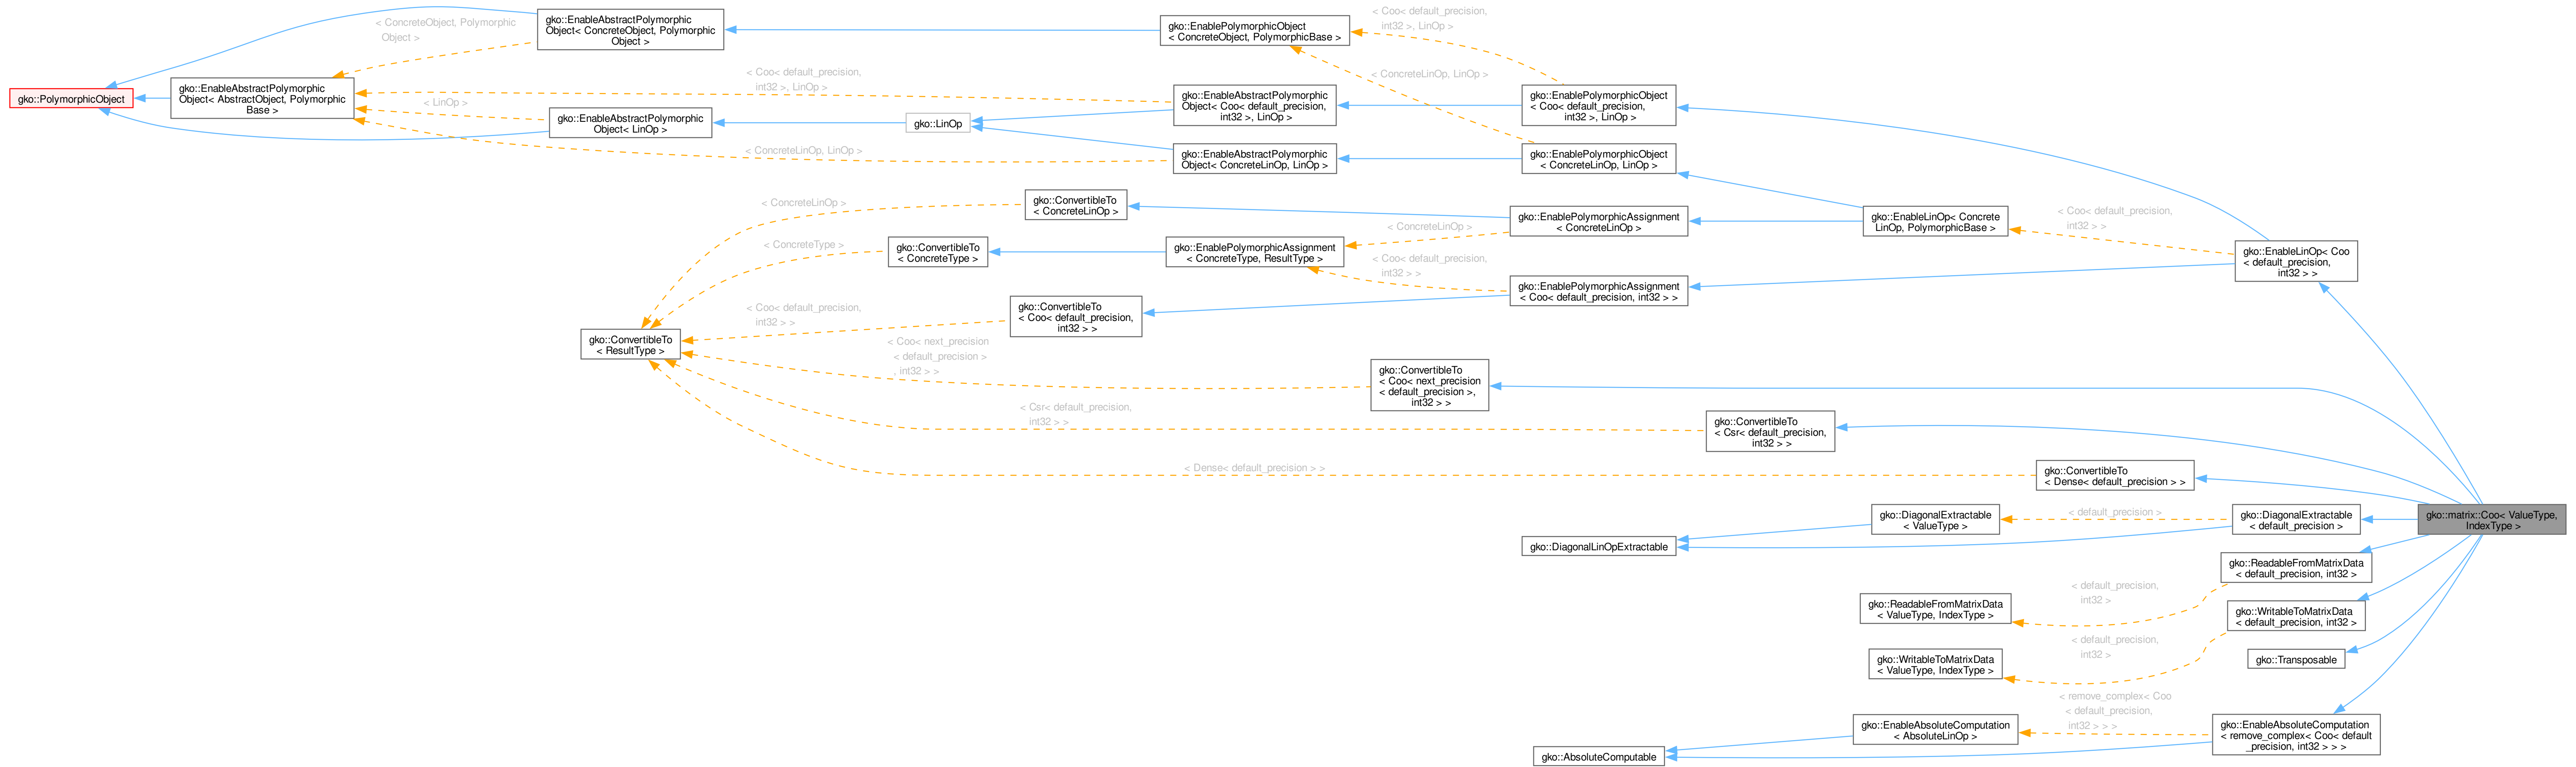 < ConcreteObject, Polymorphic
Object >
gko::EnableAbstractPolymorphic
Object< ConcreteObject, Polymorphic
Object >
gko::EnablePolymorphicObject
< ConcreteObject, PolymorphicBase >
< Coo< default_precision,
int32 >, LinOp >
gko::PolymorphicObject
gko::EnableAbstractPolymorphic
Object< AbstractObject, Polymorphic
Base >
< Coo< default_precision,
int32 >, LinOp >
< LinOp >
gko::EnableAbstractPolymorphic
Object< LinOp >
gko::LinOp
< ConcreteLinOp, LinOp >
gko::EnableAbstractPolymorphic
Object< Coo< default_precision,
int32 >, LinOp >
gko::EnablePolymorphicObject
< Coo< default_precision,
int32 >, LinOp >
< ConcreteLinOp, LinOp >
gko::EnableAbstractPolymorphic
Object< ConcreteLinOp, LinOp >
gko::EnablePolymorphicObject
< ConcreteLinOp, LinOp >
< ConcreteLinOp >
gko::ConvertibleTo
< ConcreteLinOp >
gko::EnablePolymorphicAssignment
< ConcreteLinOp >
gko::EnableLinOp< Concrete
LinOp, PolymorphicBase >
< Coo< default_precision,
int32 > >
< ConcreteType >
gko::ConvertibleTo
< ConcreteType >
gko::EnablePolymorphicAssignment
< ConcreteType, ResultType >
< ConcreteLinOp >
< Coo< default_precision,
int32 > >
gko::EnableLinOp< Coo
< default_precision,
int32 > >
gko::EnablePolymorphicAssignment
< Coo< default_precision, int32 > >
< Coo< default_precision,
int32 > >
gko::ConvertibleTo
< Coo< default_precision,
int32 > >
gko::ConvertibleTo
< ResultType >
< Coo< next_precision
< default_precision >
, int32 > >
gko::ConvertibleTo
< Coo< next_precision
< default_precision >,
int32 > >
< Csr< default_precision,
int32 > >
gko::ConvertibleTo
< Csr< default_precision,
int32 > >
< Dense< default_precision > >
gko::ConvertibleTo
< Dense< default_precision > >
gko::DiagonalExtractable
< ValueType >
< default_precision >
gko::DiagonalExtractable
< default_precision >
gko::matrix::Coo< ValueType,
IndexType >
gko::DiagonalLinOpExtractable
gko::ReadableFromMatrixData
< default_precision, int32 >
< default_precision,
int32 >
gko::ReadableFromMatrixData
< ValueType, IndexType >
gko::WritableToMatrixData
< default_precision, int32 >
< default_precision,
int32 >
gko::WritableToMatrixData
< ValueType, IndexType >
gko::Transposable
< remove_complex< Coo
< default_precision,
int32 > > >
gko::EnableAbsoluteComputation
< AbsoluteLinOp >
gko::EnableAbsoluteComputation
< remove_complex< Coo< default
_precision, int32 > > >
gko::AbsoluteComputable